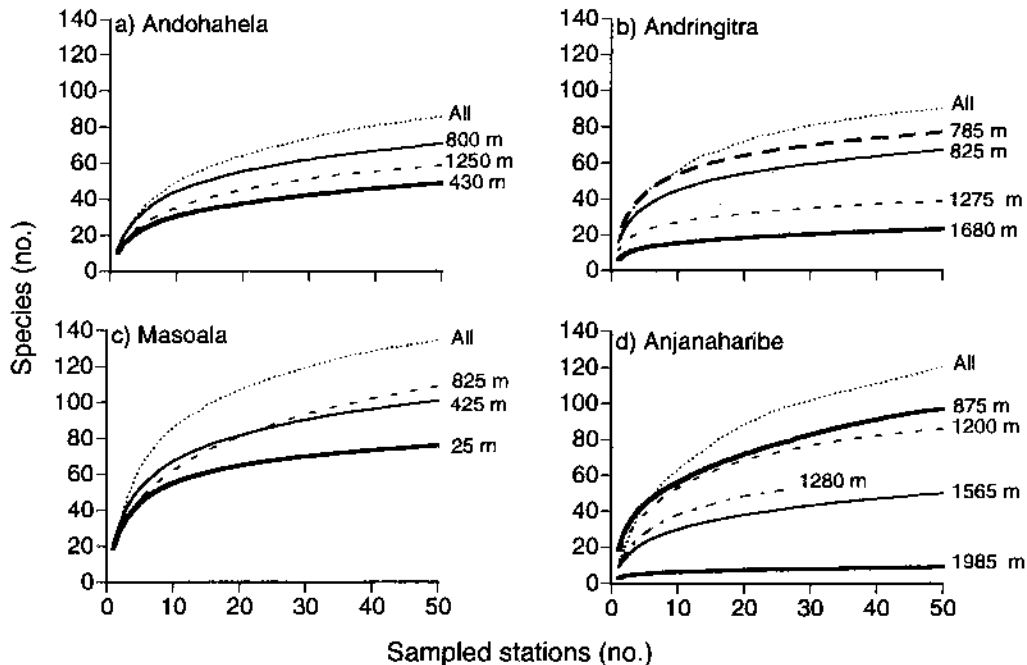 Species (no.)
a) Andohahela
140
120
100
80
60
40
20
0
All
800 m
1250 m
430 m
b) Andringitra
140
120
100
80
60
40
20
0
All
785 m
825 m
1275 m
1680 m
c) Masoala
140
120
100
80
60
40
20
0
All
825 m
425 m
25 m
0 10 20 30 40 50
d) Anjanaharibe
140
120
100
80
60
40
20
0
All
875 m
1200 m
1280 m
1565 m
1985 m
0 10 20 30 40 50
Sampled stations (no.)